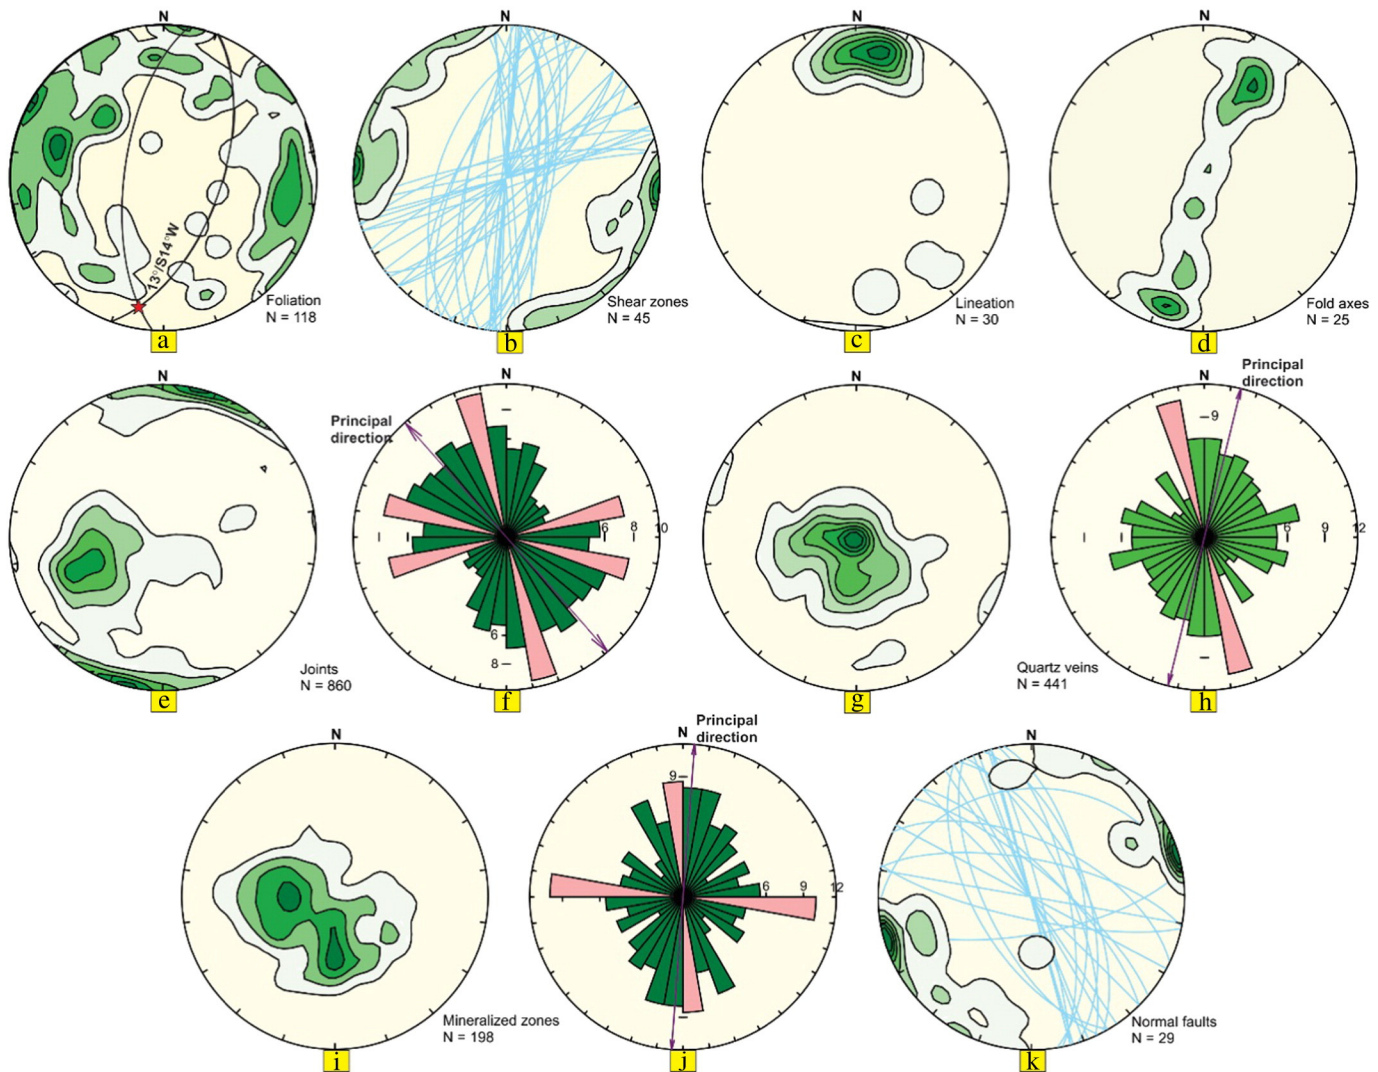 N
N
N
N
13°/S14°W
Foliation
N = 118
Shear zones
N = 45
Lineation
N = 30
Fold axes
N = 25
a
b
c
d
N
N
N
N
Principal
direction
Principal
direction
6 8 10
6
8
9
6 9 12
Joints
N = 860
Quartz veins
N = 441
e
f
g
h
N
N
N
Principal
direction
9
6 9 12
Mineralized zones
N = 198
Normal faults
N = 29
i
j
k